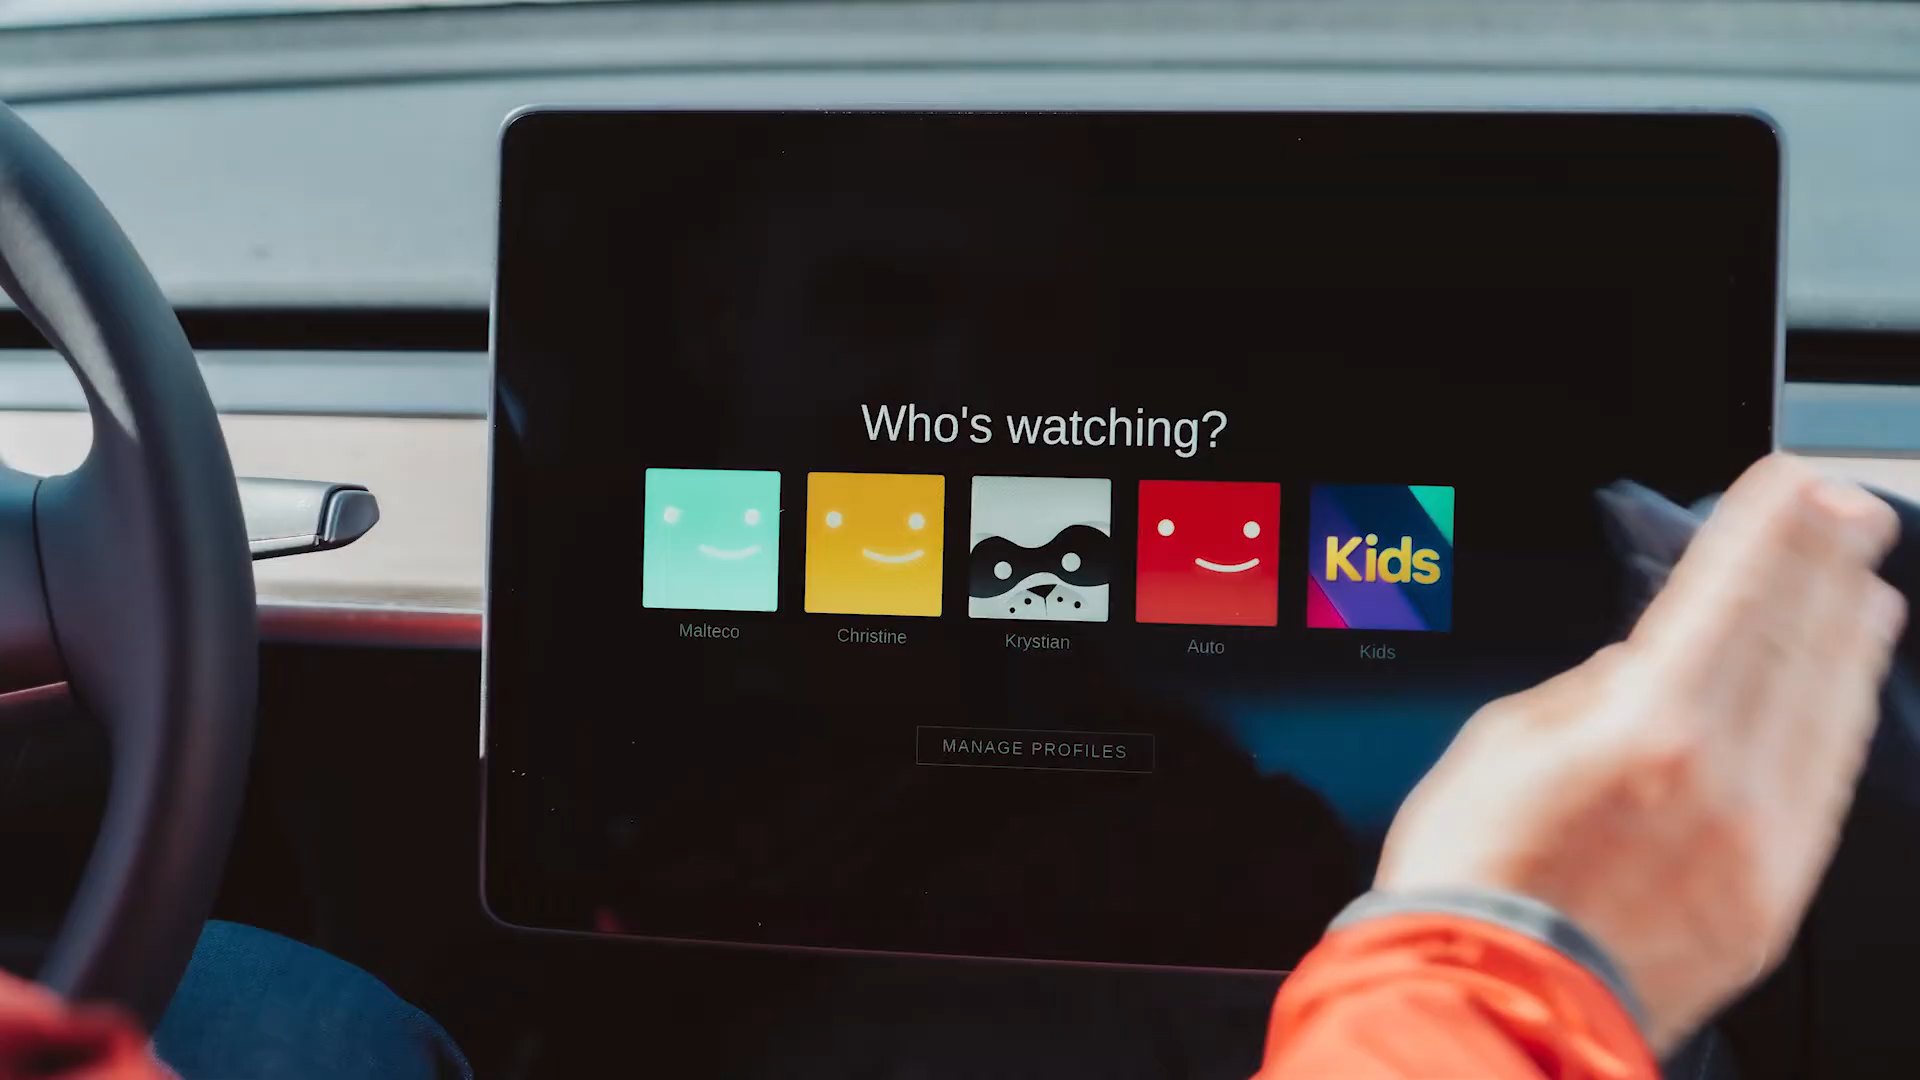 Who's watching?
Kids
Malteco
Christine
Krystian
Auto
Kids
MANAGE PROFILES